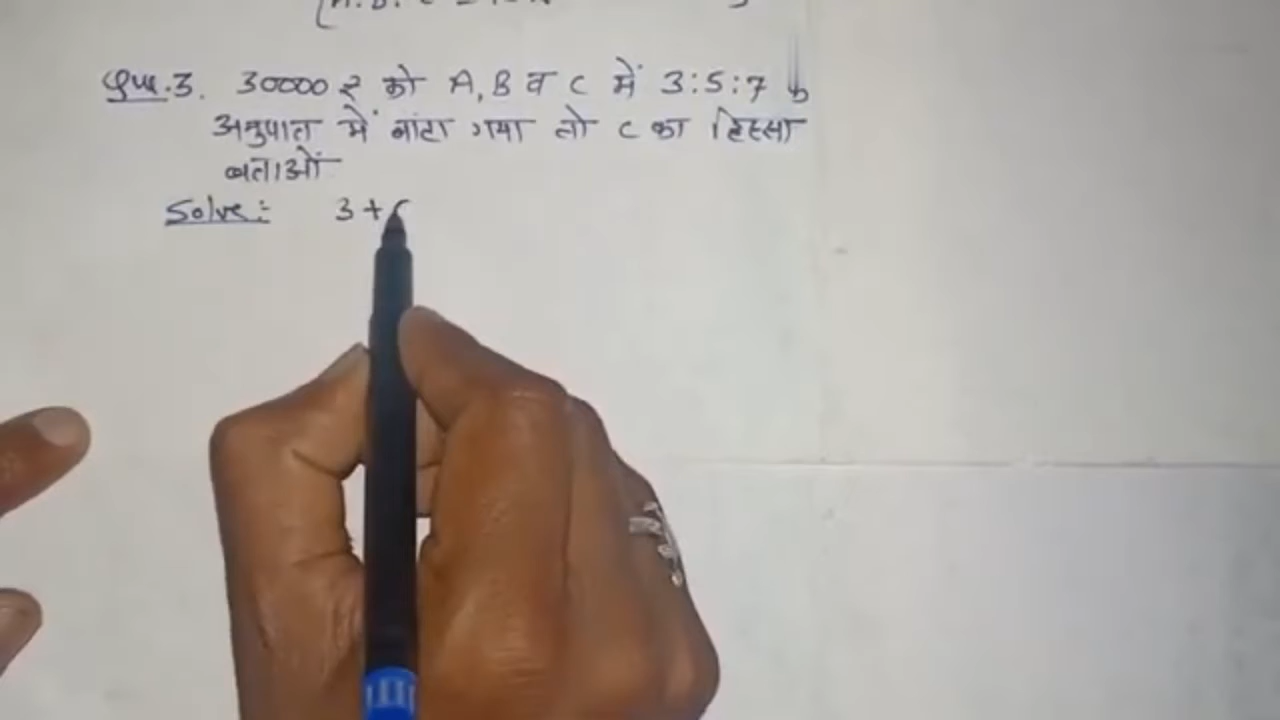 प्रश्न.3. 30000 ₹ को A, B व C में 3:5:7 के
अनुपात में बांटा गया तो C का हिस्सा
बताओं
Solve:- 3+